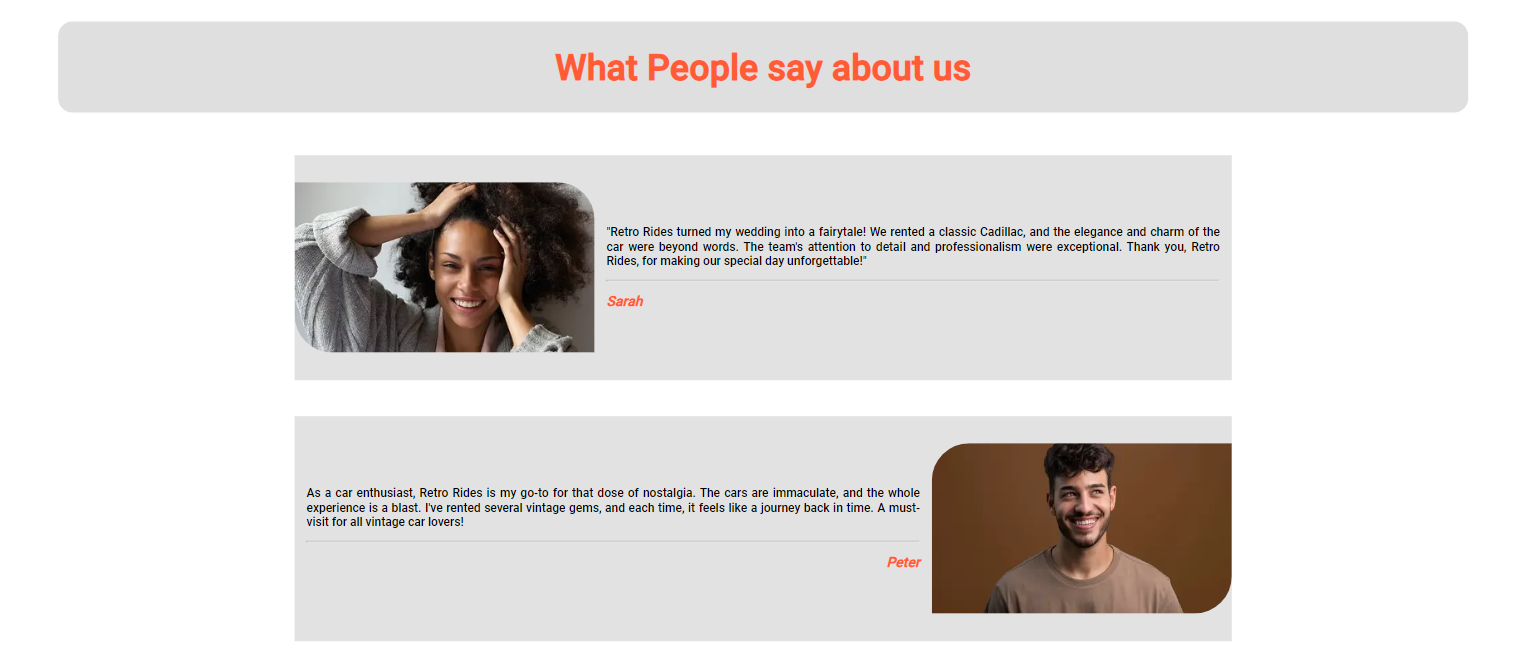 What People say about us
"Retro Rides turned my wedding into a fairytale! We rented a classic Cadillac, and the elegance and charm of the
car were beyond words. The team's attention to detail and professionalism were exceptional. Thank you, Retro
Rides, for making our special day unforgettable!"
Sarah
As a car enthusiast, Retro Rides is my go-to for that dose of nostalgia. The cars are immaculate, and the whole
experience is a blast. I've rented several vintage gems, and each time, it feels like a journey back in time. A must-
visit for all vintage car lovers!
Peter